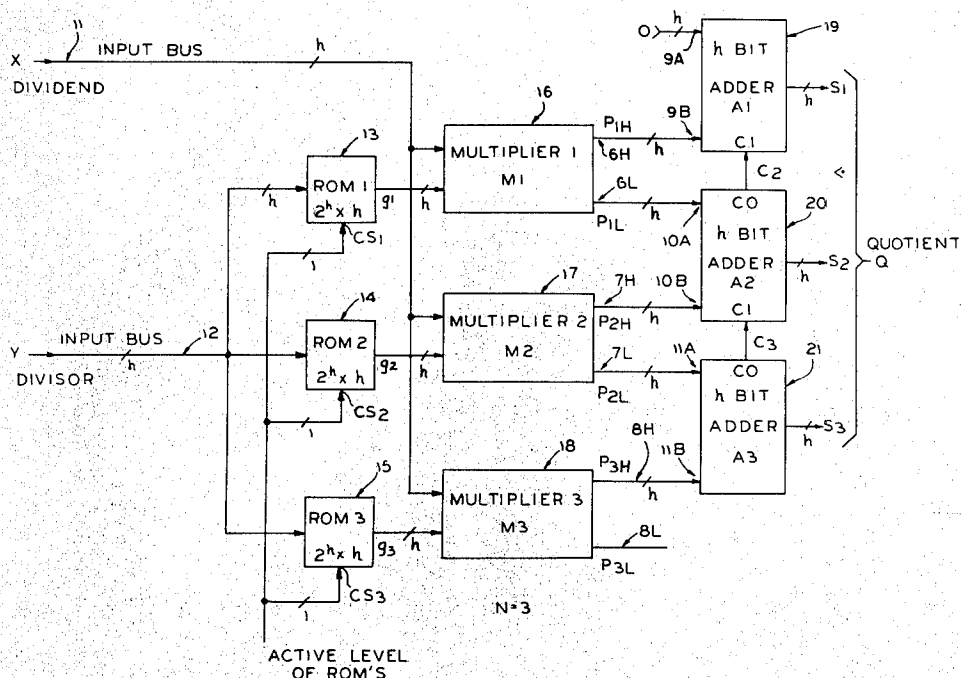 11
INPUT BUS
h
X
DIVIDEND
O
h
9A
h BIT
ADDER
A1
C1
19
h
S1
16
MULTIPLIER 1
M1
P1H
6H
h
9B
6L
P1L
h
10A
13
ROM 1
2^h x h
g1
h
h
CS1
1
C2
CO
h BIT
ADDER
A2
C1
20
h
S2
QUOTIENT
Q
14
ROM 2
2^h x h
g2
h
CS2
1
17
MULTIPLIER 2
M2
7H
P2H
h
10B
7L
P2L
h
11A
C3
CO
h BIT
ADDER
A3
21
h
S3
INPUT BUS
12
Y
h
DIVISOR
15
ROM 3
2^h x h
g3
h
CS3
1
18
MULTIPLIER 3
M3
P3H
8H
h
11B
8L
P3L
N=3
ACTIVE LEVEL
OF ROM'S